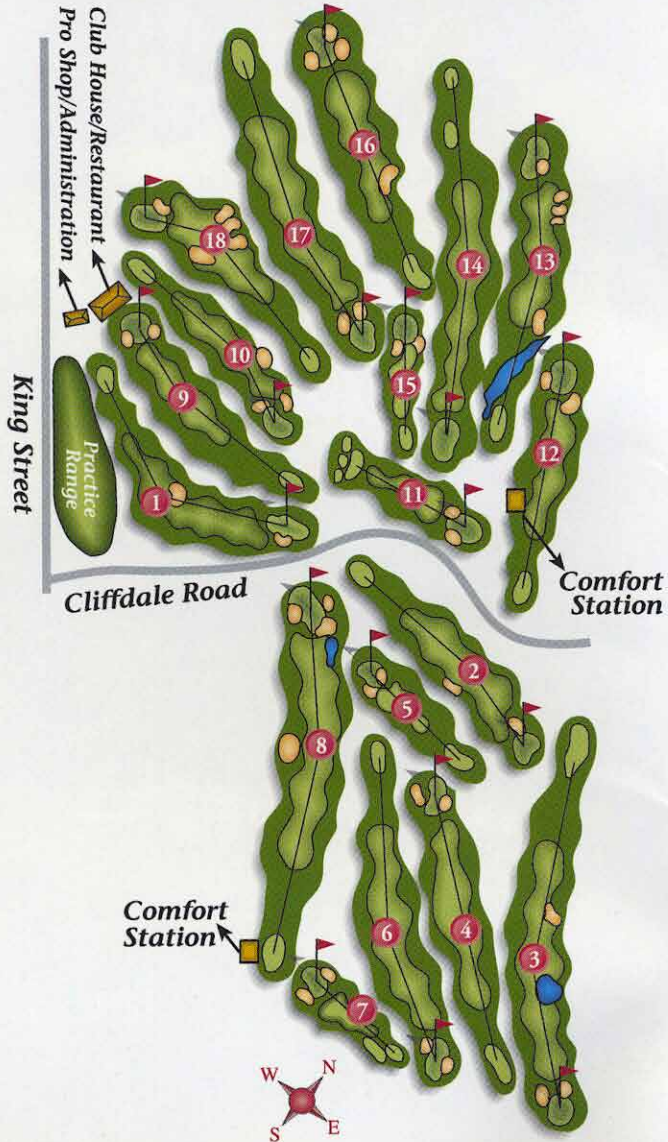 Club House/Restaurant
Pro Shop/Administration
King Street
Practice
Range
Cliffdale Road
Comfort
Station
Comfort
Station
16
17
14
13
18
10
15
12
9
11
1
2
5
8
6
4
3
7
N
W
E
S